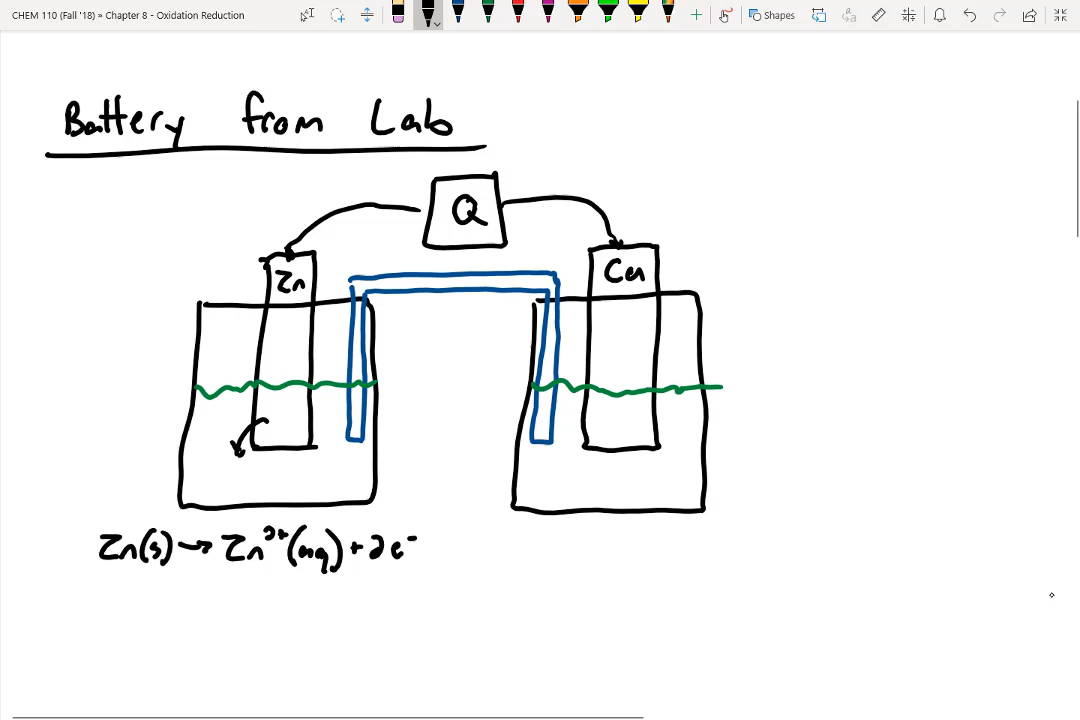 CHEM 110 (Fall '18) » Chapter 8 - Oxidation Reduction
Shapes
Battery from Lab
Q
Zn
Cu
Zn(s) → Zn²⁺(aq) + 2e⁻